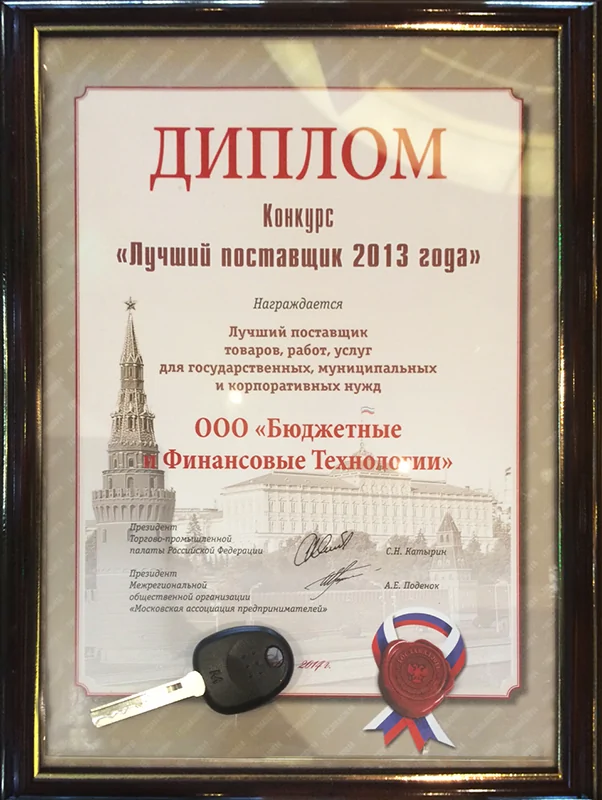 ДИПЛОМ
Конкурс
«Лучший поставщик 2013 года»
Награждается
Лучший поставщик
товаров, работ, услуг
для государственных, муниципальных
и корпоративных нужд
ООО «Бюджетные
и Финансовые Технологии»
Президент
Торгово-промышленной
палаты Российской Федерации
С.Н. Катырин
Президент
Межрегиональной
общественной организации
«Московская ассоциация предпринимателей»
А.Е. Поденок
2014 г.